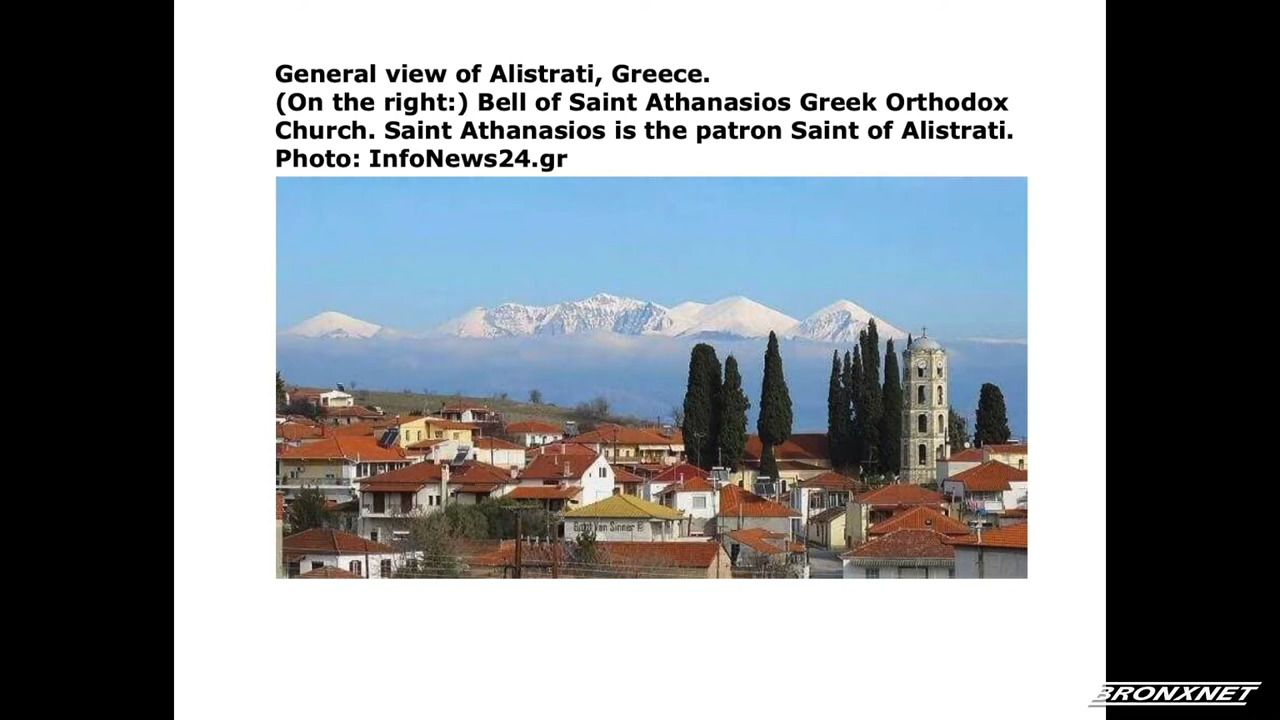 General view of Alistrati, Greece.
(On the right:) Bell of Saint Athanasios Greek Orthodox
Church. Saint Athanasios is the patron Saint of Alistrati.
Photo: InfoNews24.gr
BRONXNET